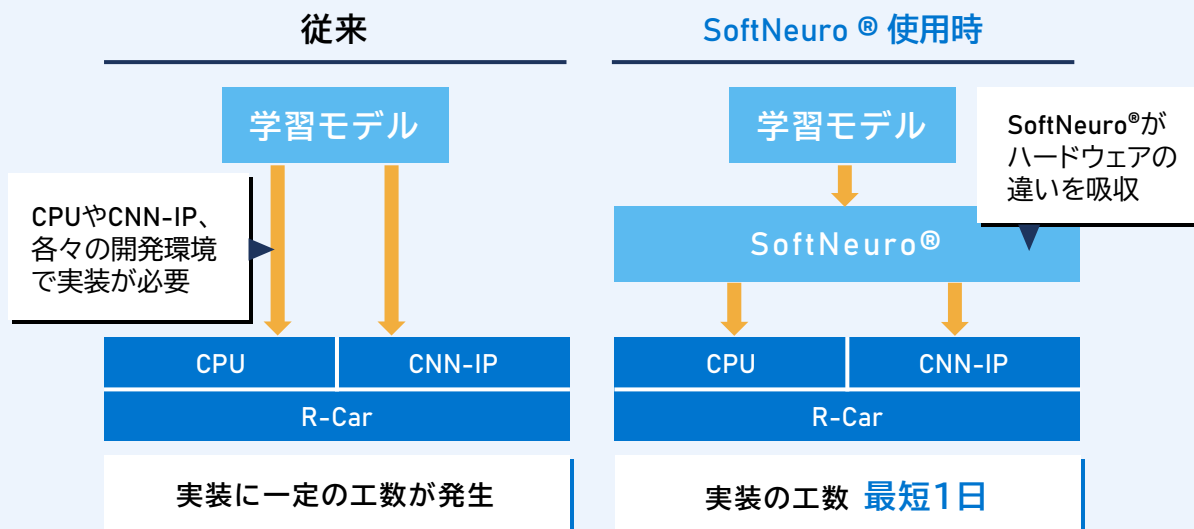 従来
学習モデル
CPUやCNN-IP、
各々の開発環境
で実装が必要
CPU
CNN-IP
R-Car
実装に一定の工数が発生
SoftNeuro ® 使用時
学習モデル
SoftNeuro®が
ハードウェアの
違いを吸収
SoftNeuro®
CPU
CNN-IP
R-Car
実装の工数 最短1日